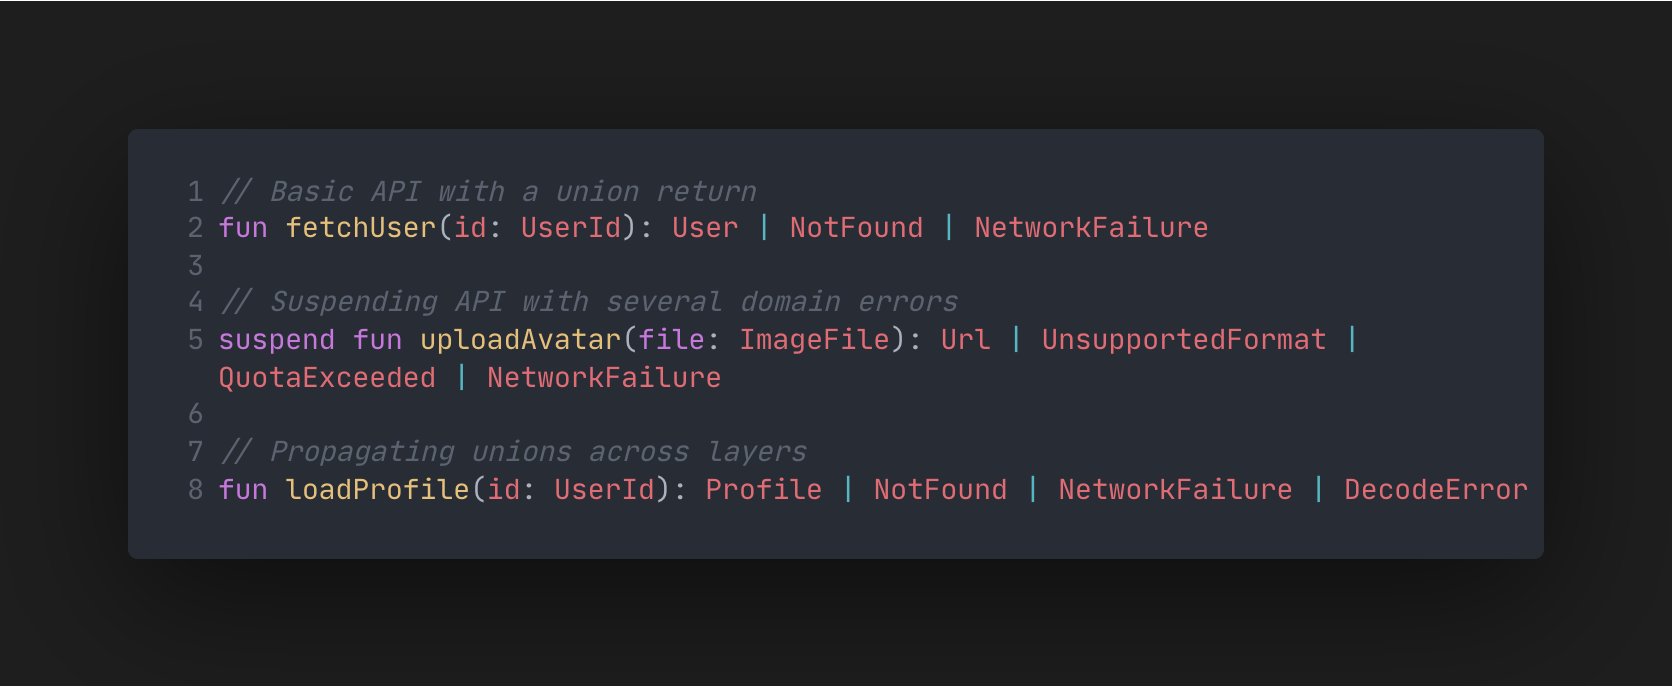 1 // Basic API with a union return
2 fun fetchUser(id: UserId): User | NotFound | NetworkFailure
3
4 // Suspending API with several domain errors
5 suspend fun uploadAvatar(file: ImageFile): Url | UnsupportedFormat |
QuotaExceeded | NetworkFailure
6
7 // Propagating unions across layers
8 fun loadProfile(id: UserId): Profile | NotFound | NetworkFailure | DecodeError